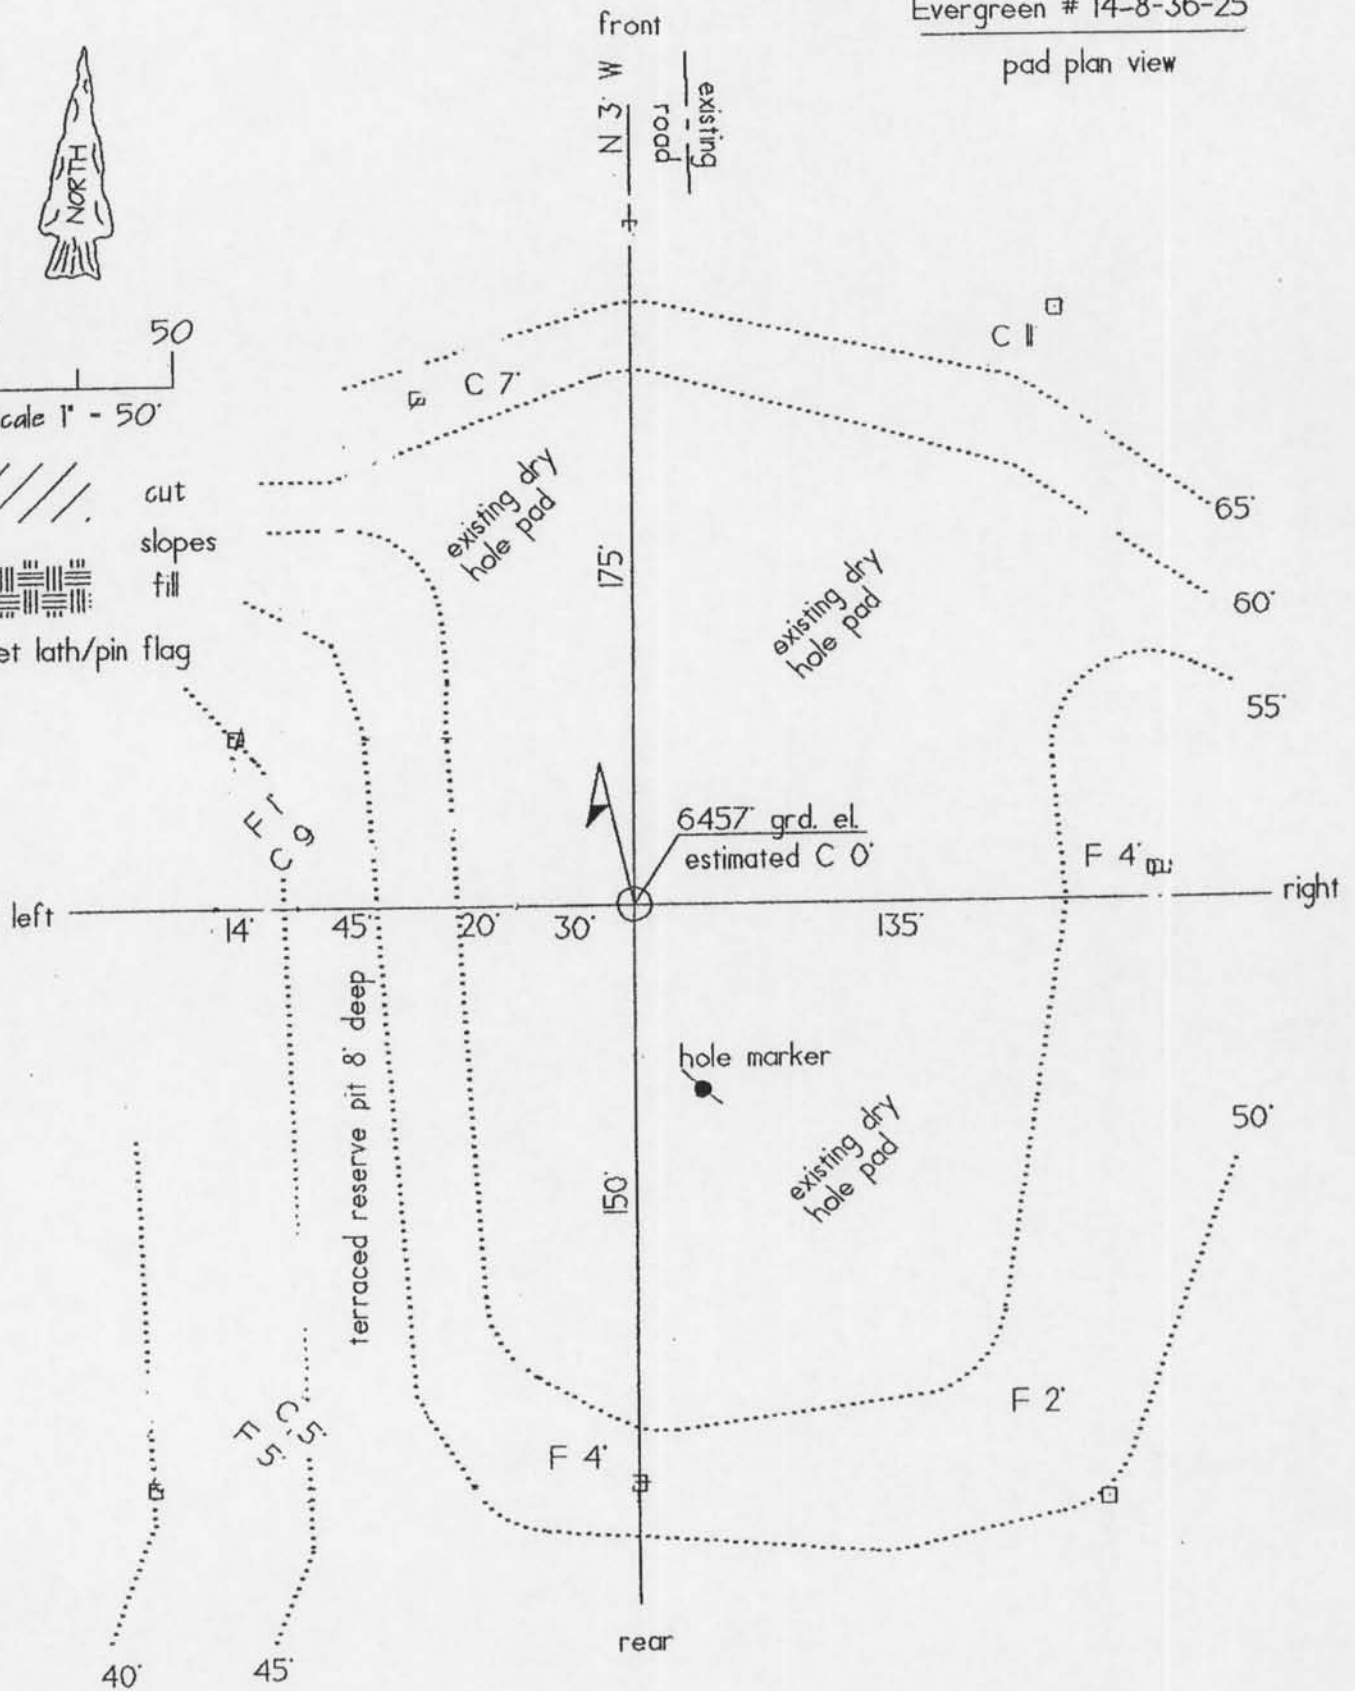 Evergreen # 14-8-36-25
pad plan view
front
N 3° W
existing
road
NORTH
50
cale 1" - 50'
cut
slopes
fill
et lath/pin flag
C 7'
C 11'
existing dry
hole pad
175'
existing dry
hole pad
65'
60'
55'
F 1'
C 9'
6457' grd. el.
estimated C 0'
F 4'
left
14'
45'
20'
30'
135'
right
terraced reserve pit 8' deep
hole marker
150'
existing dry
hole pad
50'
C 5'
F 5'
F 4'
F 2'
rear
40'
45'